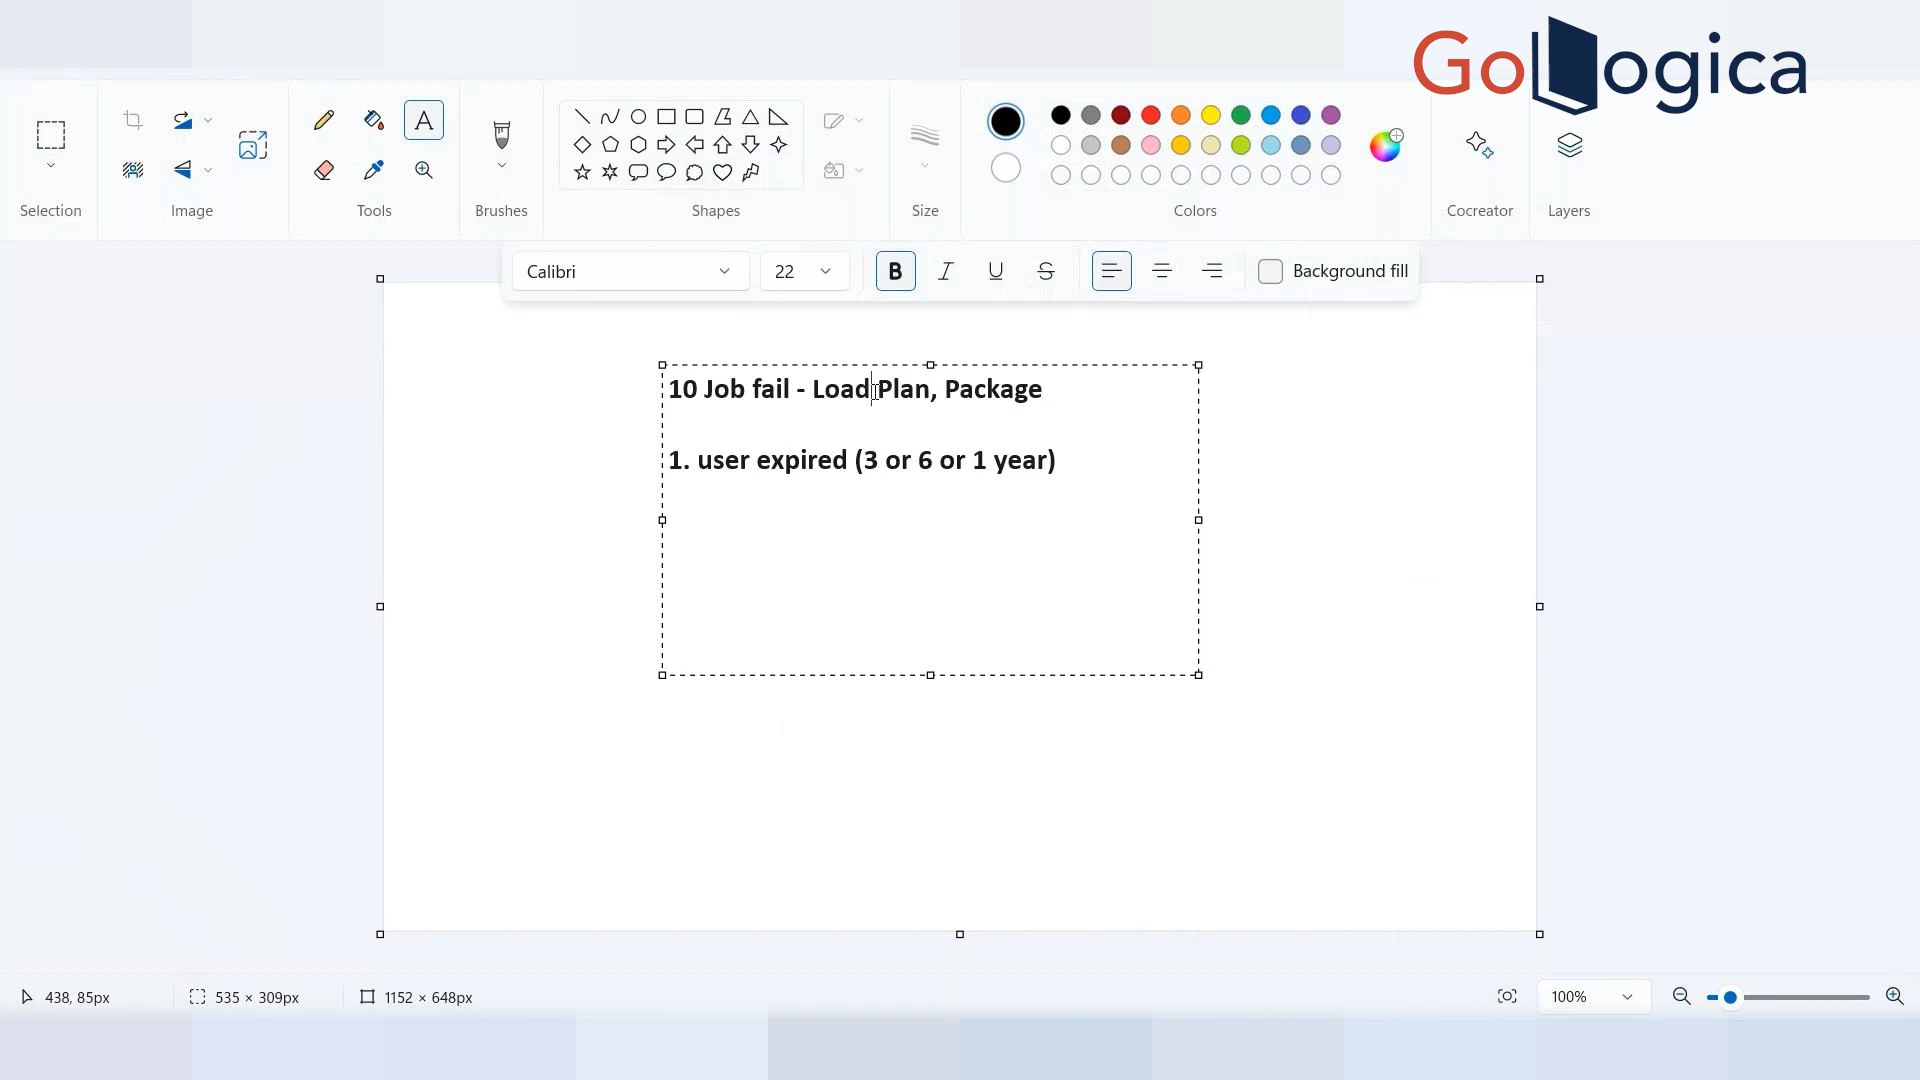 GoLogica
Selection
Image
Tools
Brushes
Shapes
Size
Colors
Cocreator
Layers
Calibri
22
B
Background fill
10 Job fail - Load Plan, Package
1. user expired (3 or 6 or 1 year)
438, 85px
535 × 309px
1152 × 648px
100%